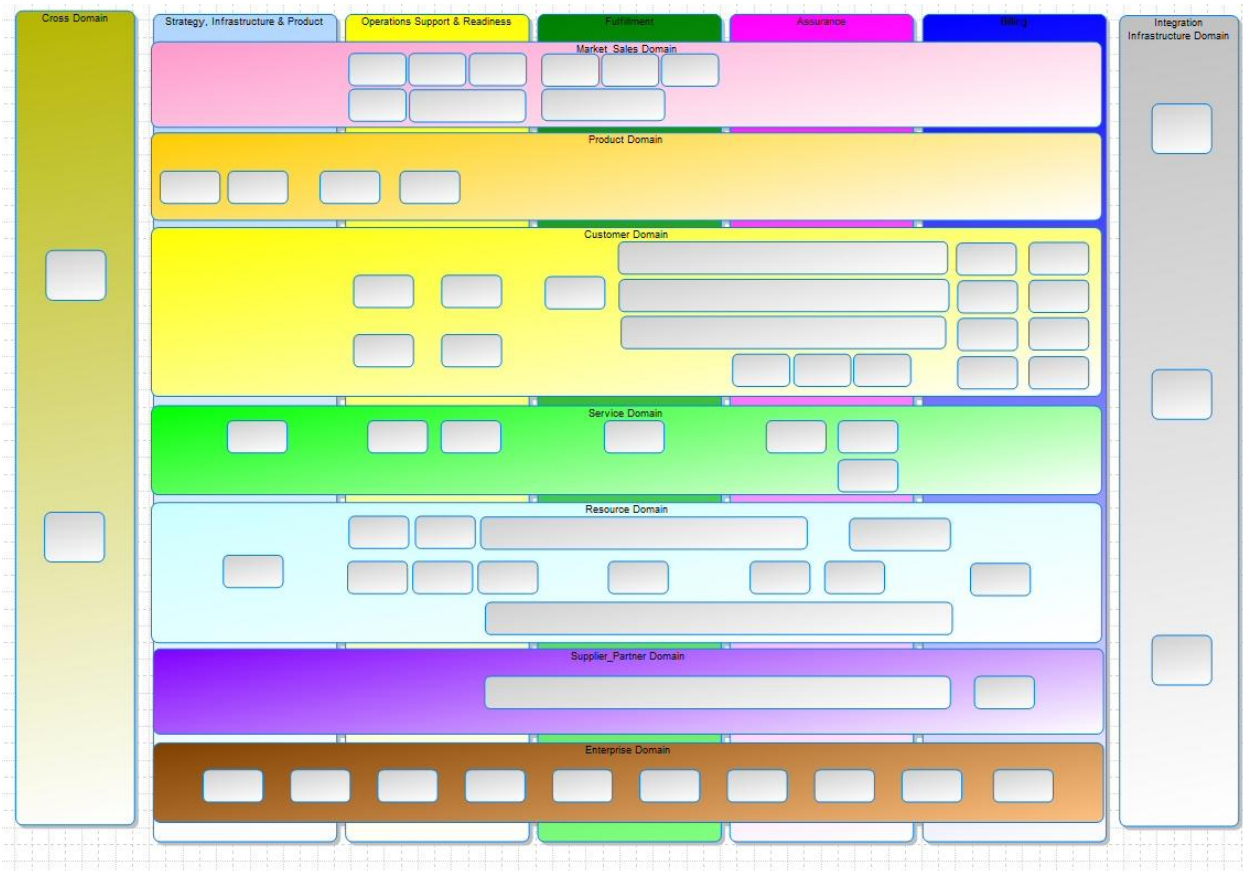 Cross Domain
Strategy, Infrastructure & Product
Operations Support & Readiness
Fulfillment
Assurance
Billing
Integration
Infrastructure Domain
Market_Sales Domain
Product Domain
Customer Domain
Service Domain
Resource Domain
Supplier_Partner Domain
Enterprise Domain